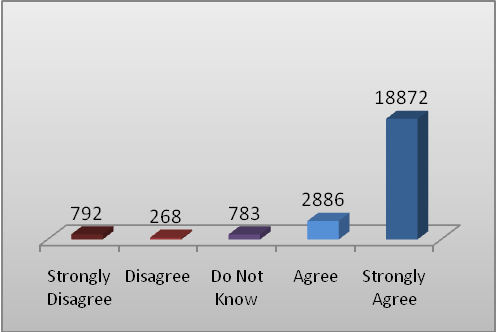 18872
2886
792
268
783
Strongly Disagree
Disagree
Do Not Know
Agree
Strongly Agree